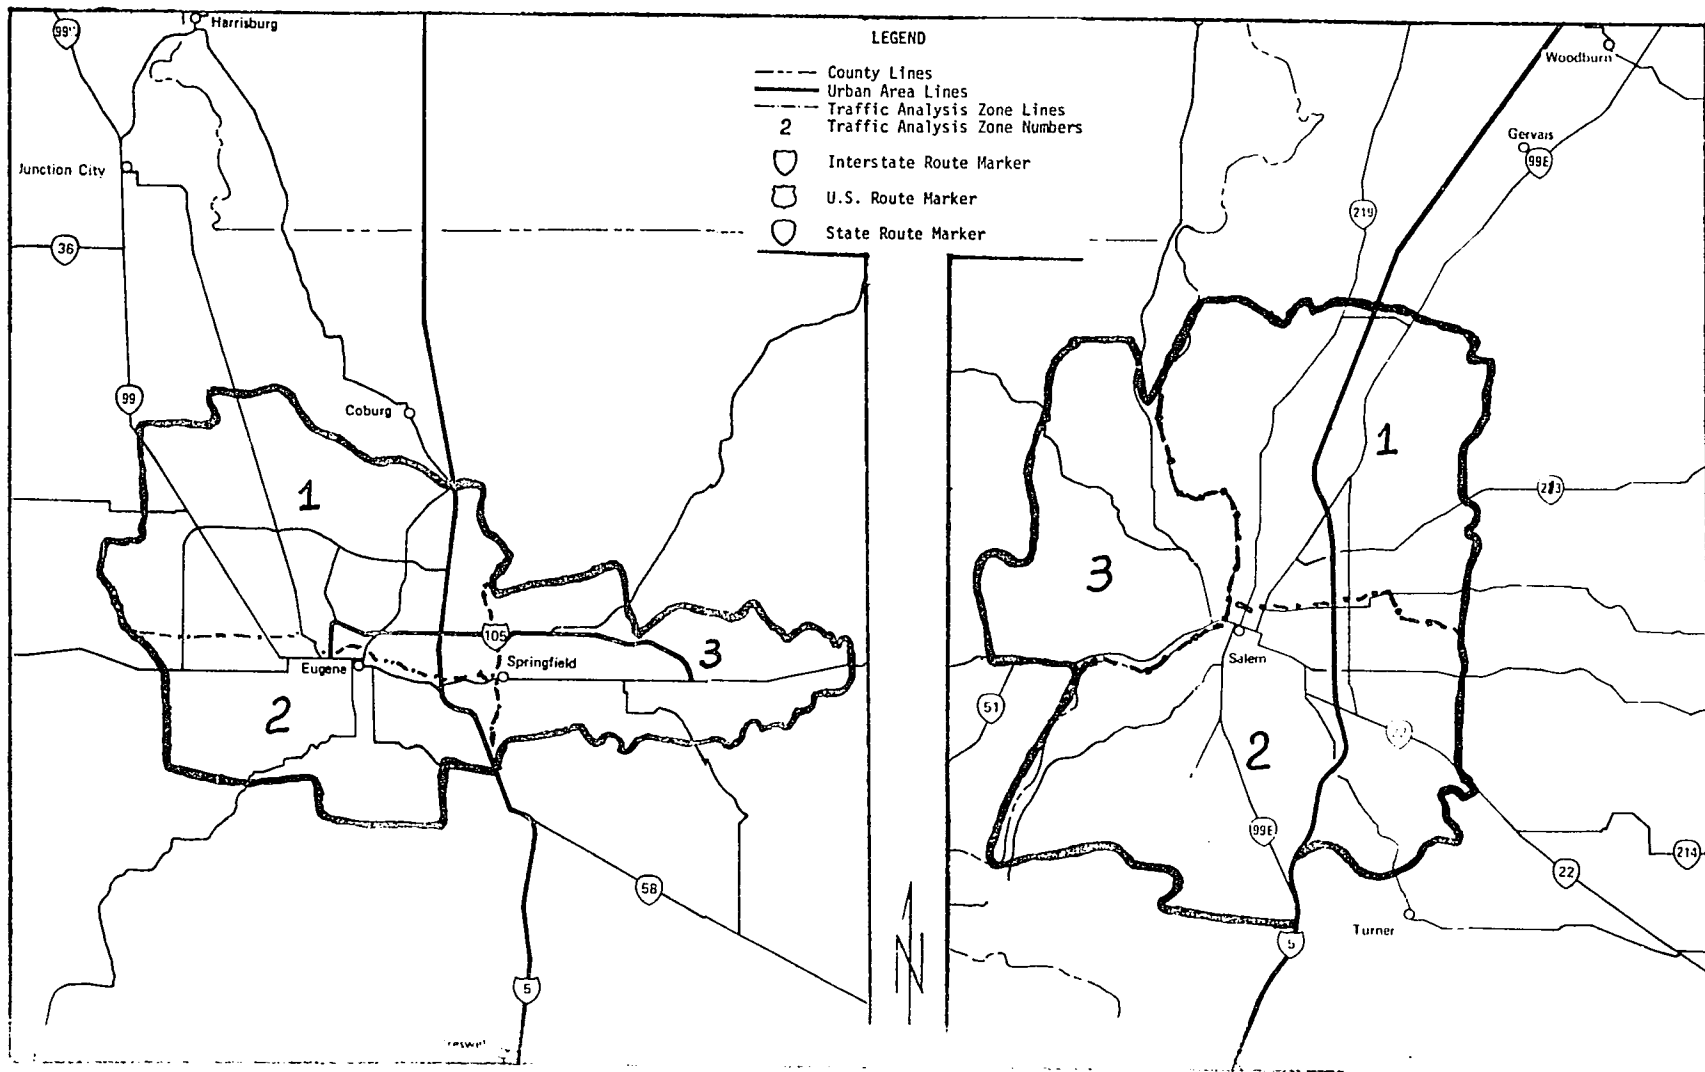 LEGEND
County Lines
Urban Area Lines
Traffic Analysis Zone Lines
2 Traffic Analysis Zone Numbers
Interstate Route Marker
U.S. Route Marker
State Route Marker
Harrisburg
Junction City
36
99
Coburg
1
105
Eugene
Springfield
3
2
58
5
Woodburn
Gervais
99E
219
1
213
3
Salem
51
2
99E
22
214
Turner
5
N